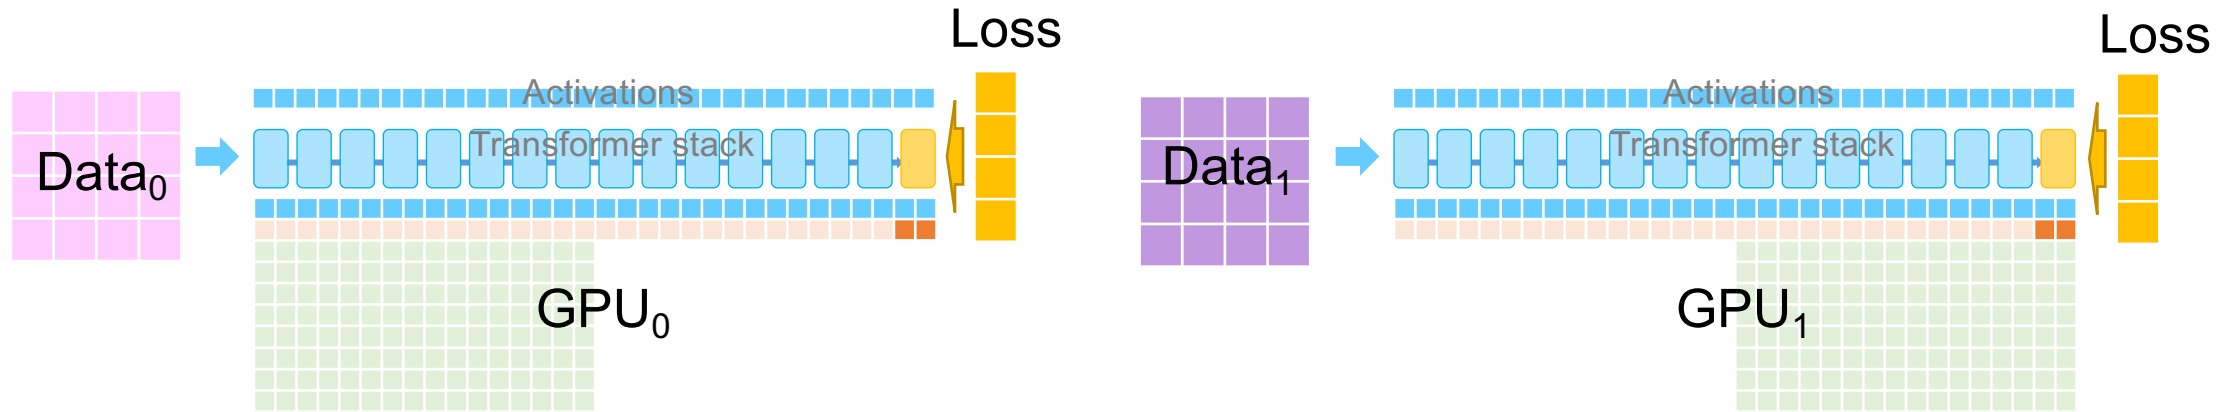 Loss
Activations
Transformer stack
Data0
GPU0
Loss
Activations
Transformer stack
Data1
GPU1